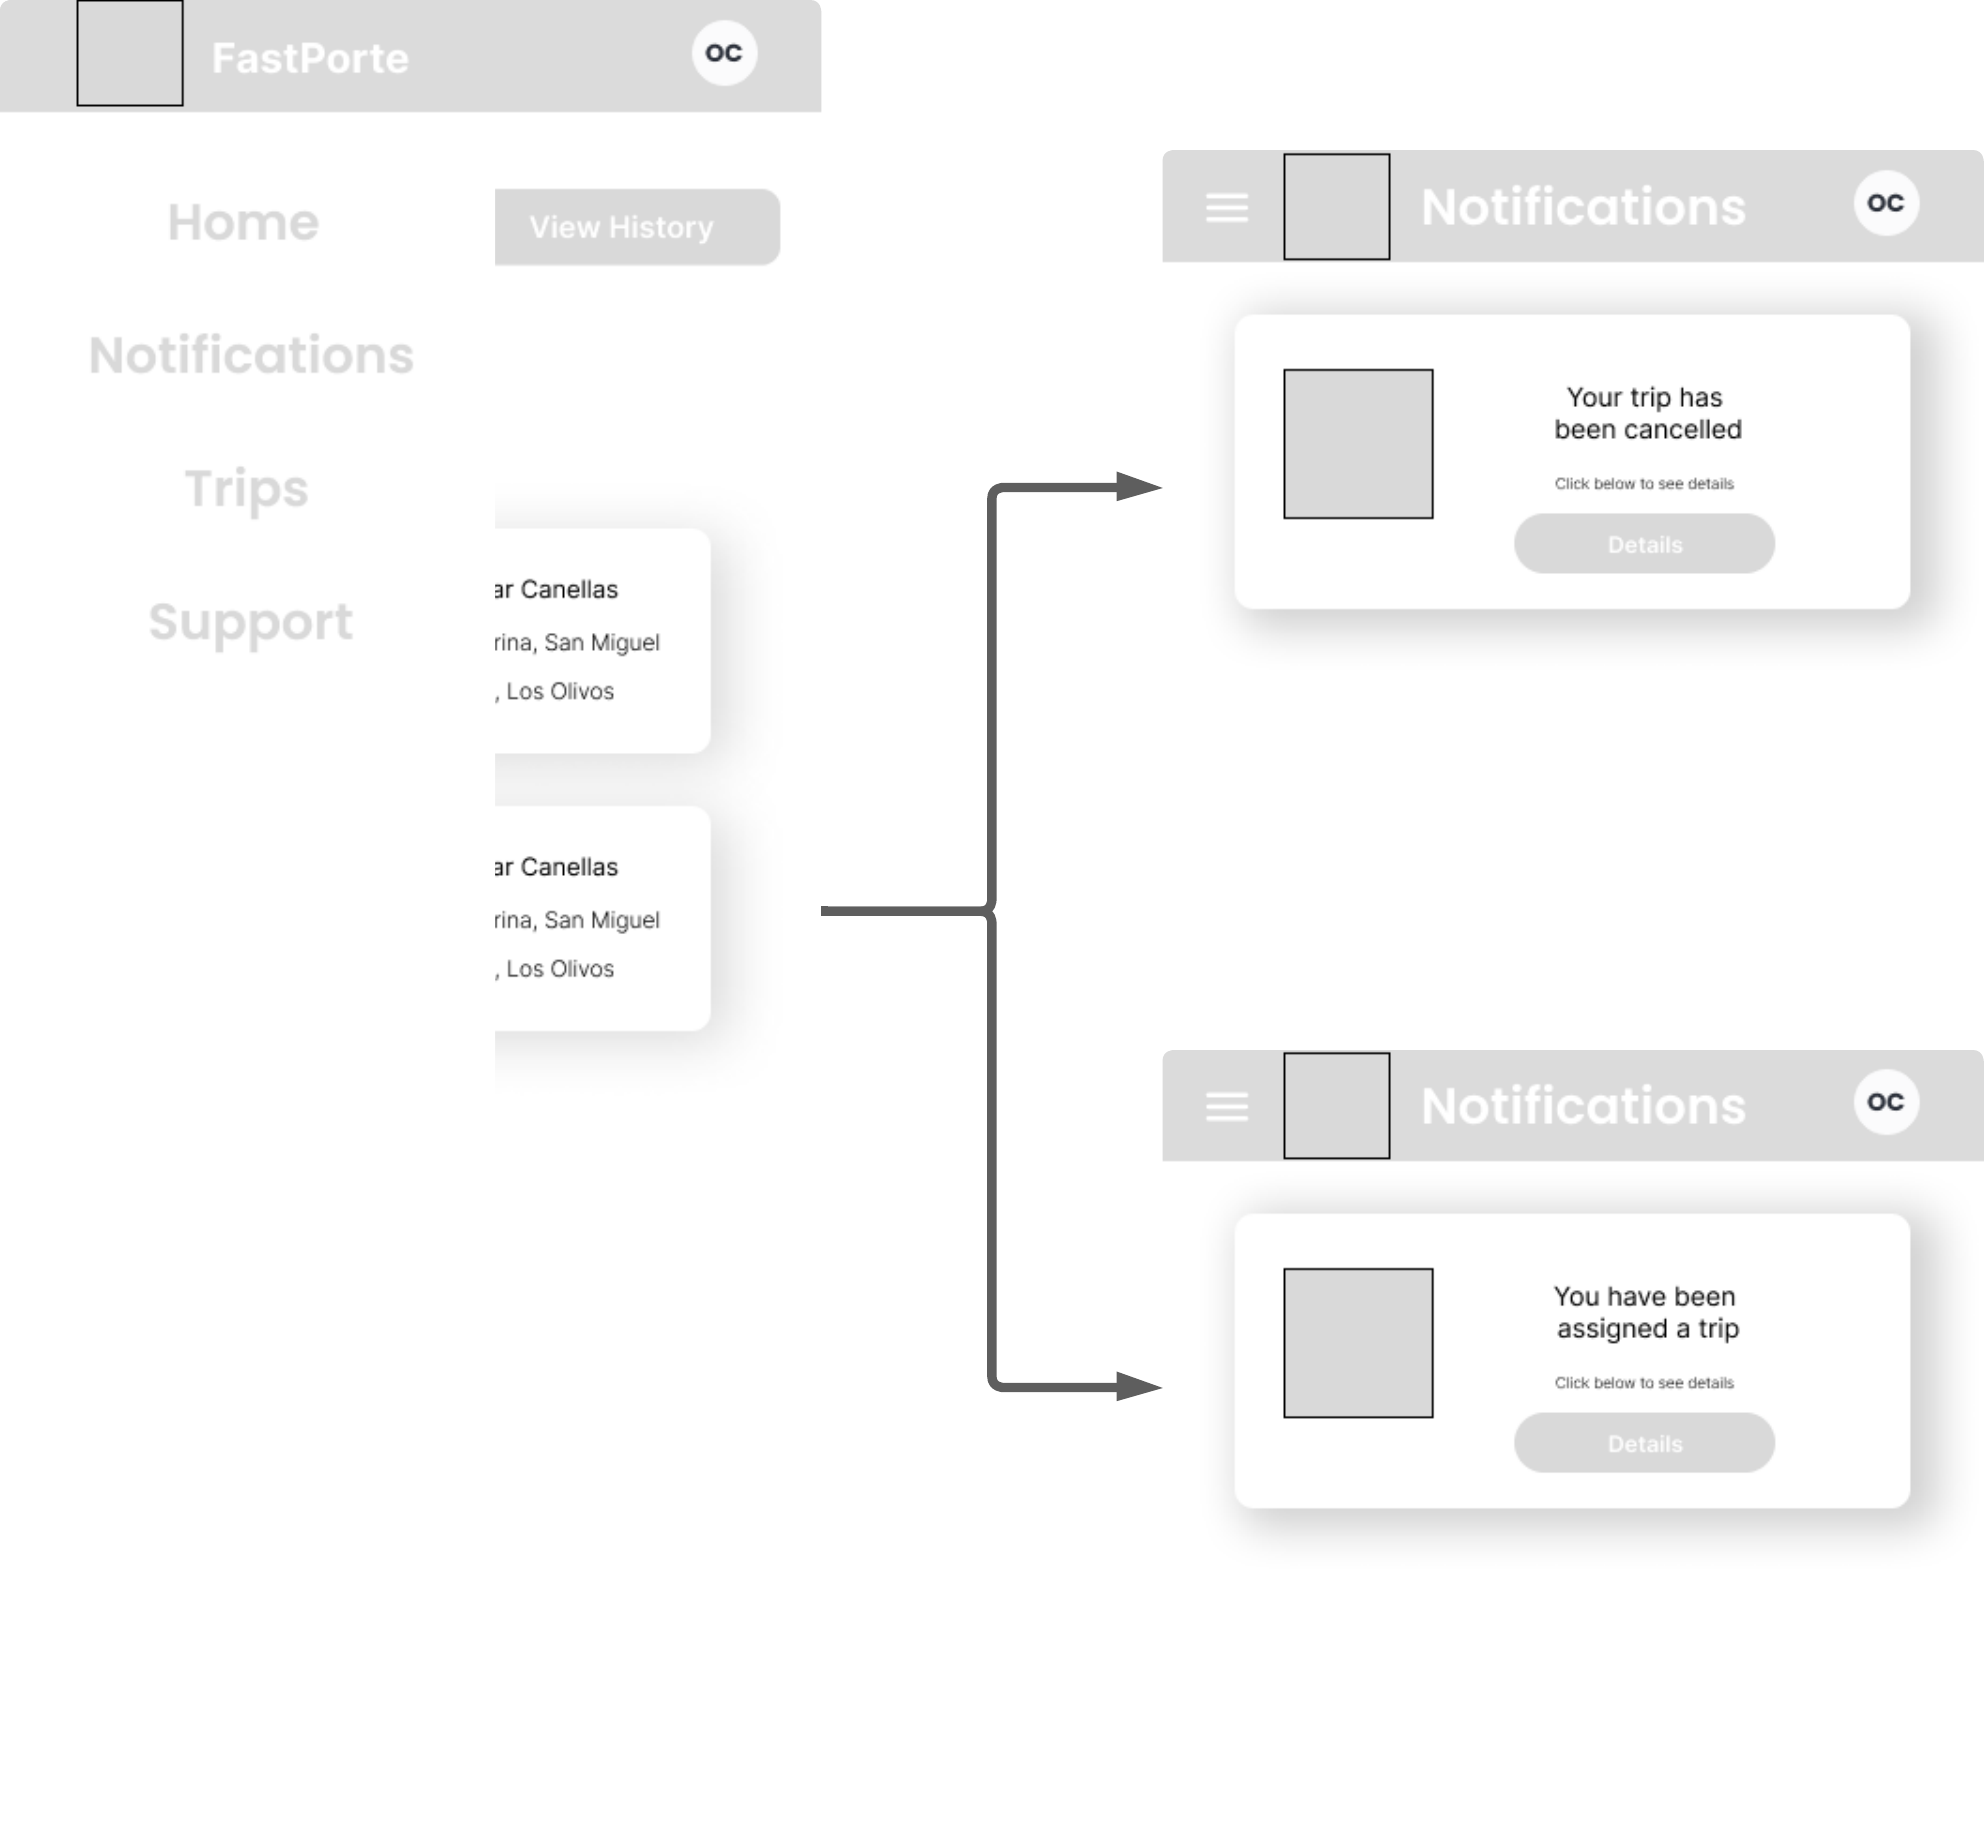 FastPorte
OC
Home
Notifications
Trips
Support
View History
ar Canellas
rina, San Miguel
, Los Olivos
ar Canellas
rina, San Miguel
, Los Olivos
Notifications
OC
Your trip has
been cancelled
Click below to see details
Details
Notifications
OC
You have been
assigned a trip
Click below to see details
Details